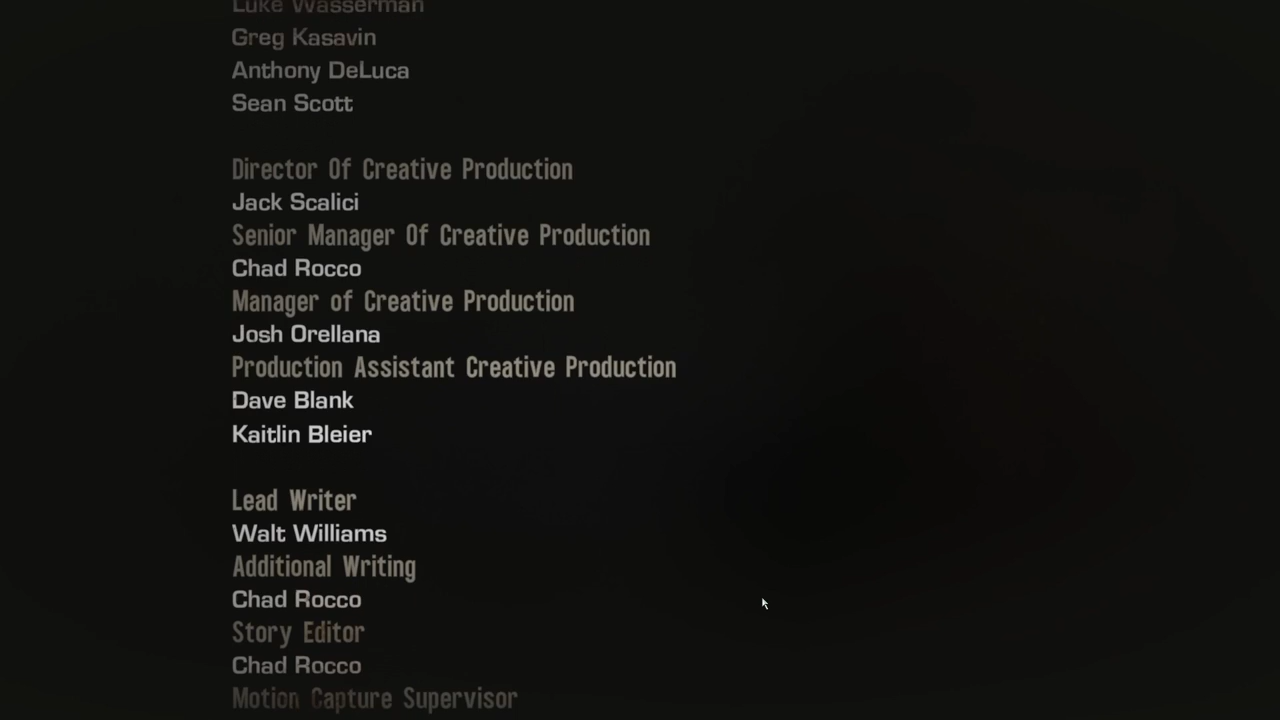 Luke Wasserman
Greg Kasavin
Anthony DeLuca
Sean Scott
Director Of Creative Production
Jack Scalici
Senior Manager Of Creative Production
Chad Rocco
Manager of Creative Production
Josh Orellana
Production Assistant Creative Production
Dave Blank
Kaitlin Bleier
Lead Writer
Walt Williams
Additional Writing
Chad Rocco
Story Editor
Chad Rocco
Motion Capture Supervisor